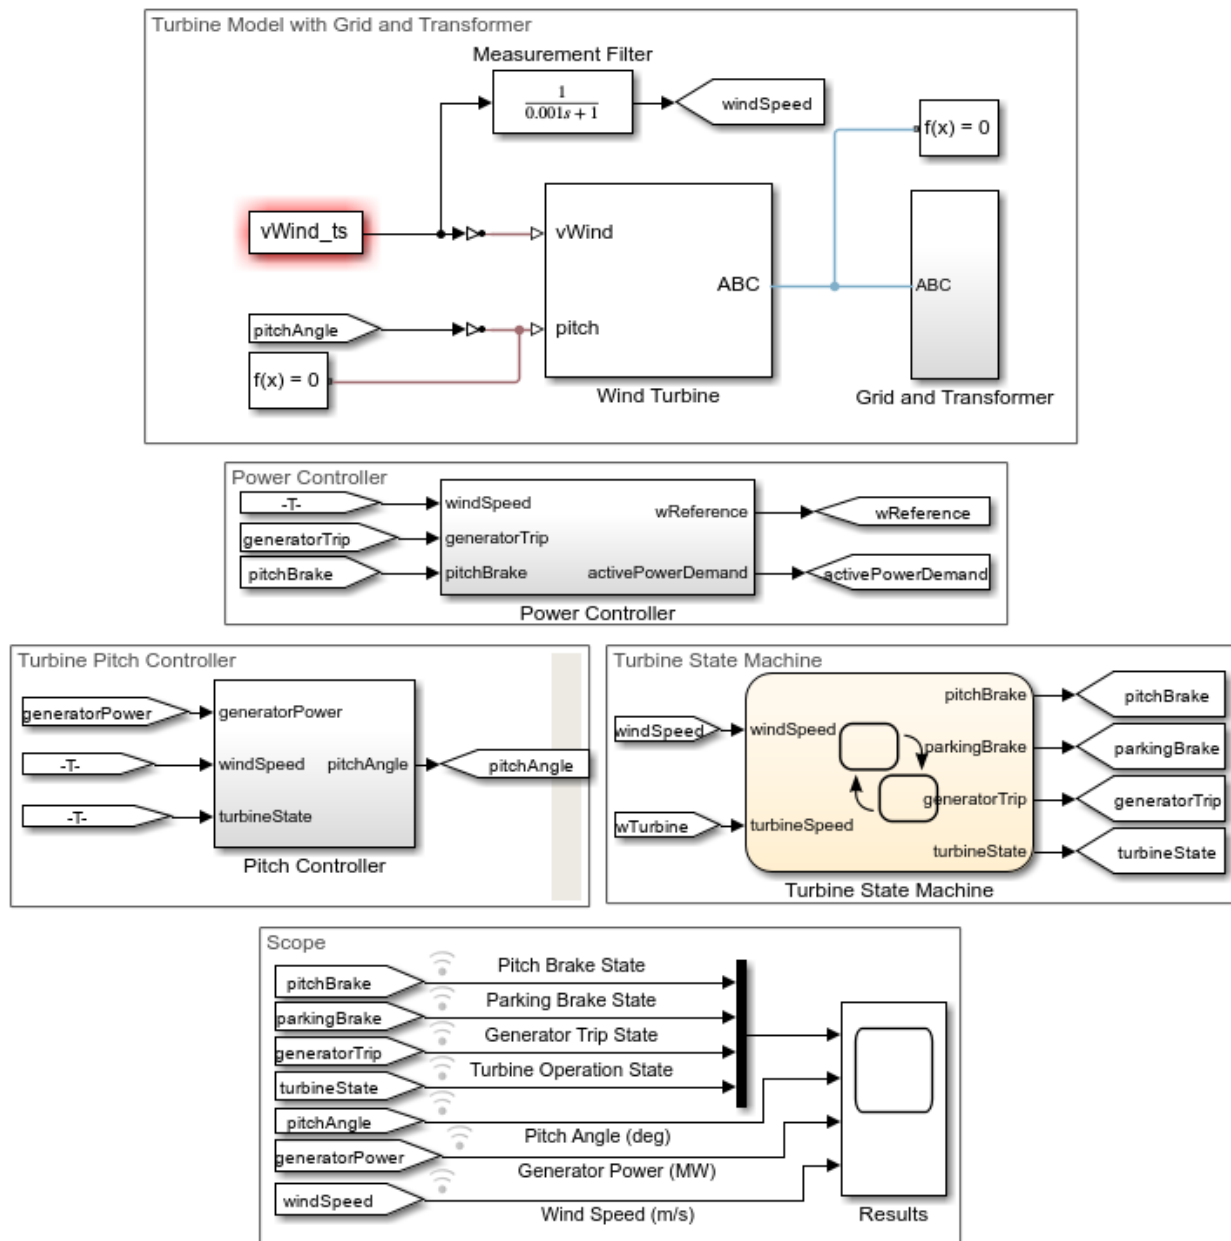 Turbine Model with Grid and Transformer
Measurement Filter
1
0.001s + 1
windSpeed
f(x) = 0
vWind_ts
vWind
ABC
ABC
pitchAngle
pitch
f(x) = 0
Wind Turbine
Grid and Transformer
Power Controller
-T-
windSpeed
wReference
wReference
generatorTrip
generatorTrip
pitchBrake
pitchBrake
activePowerDemand
activePowerDemand
Power Controller
Turbine Pitch Controller
generatorPower
generatorPower
-T-
windSpeed
pitchAngle
pitchAngle
-T-
turbineState
Pitch Controller
Turbine State Machine
pitchBrake
pitchBrake
windSpeed
windSpeed
parkingBrake
parkingBrake
generatorTrip
generatorTrip
wTurbine
turbineSpeed
turbineState
turbineState
Turbine State Machine
Scope
pitchBrake
Pitch Brake State
parkingBrake
Parking Brake State
generatorTrip
Generator Trip State
turbineState
Turbine Operation State
pitchAngle
Pitch Angle (deg)
generatorPower
Generator Power (MW)
windSpeed
Wind Speed (m/s)
Results